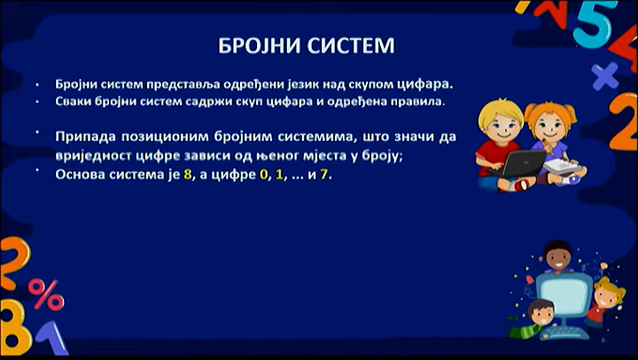 БРОЈНИ СИСТЕМ
Бројни систем представља одређени језик над скупом цифара.
Сваки бројни систем садржи скуп цифара и одређена правила.
Припада позиционим бројним системима, што значи да
вриједност цифре зависи од њеног мјеста у броју;
Основа система је 8, а цифре 0, 1, ... и 7.